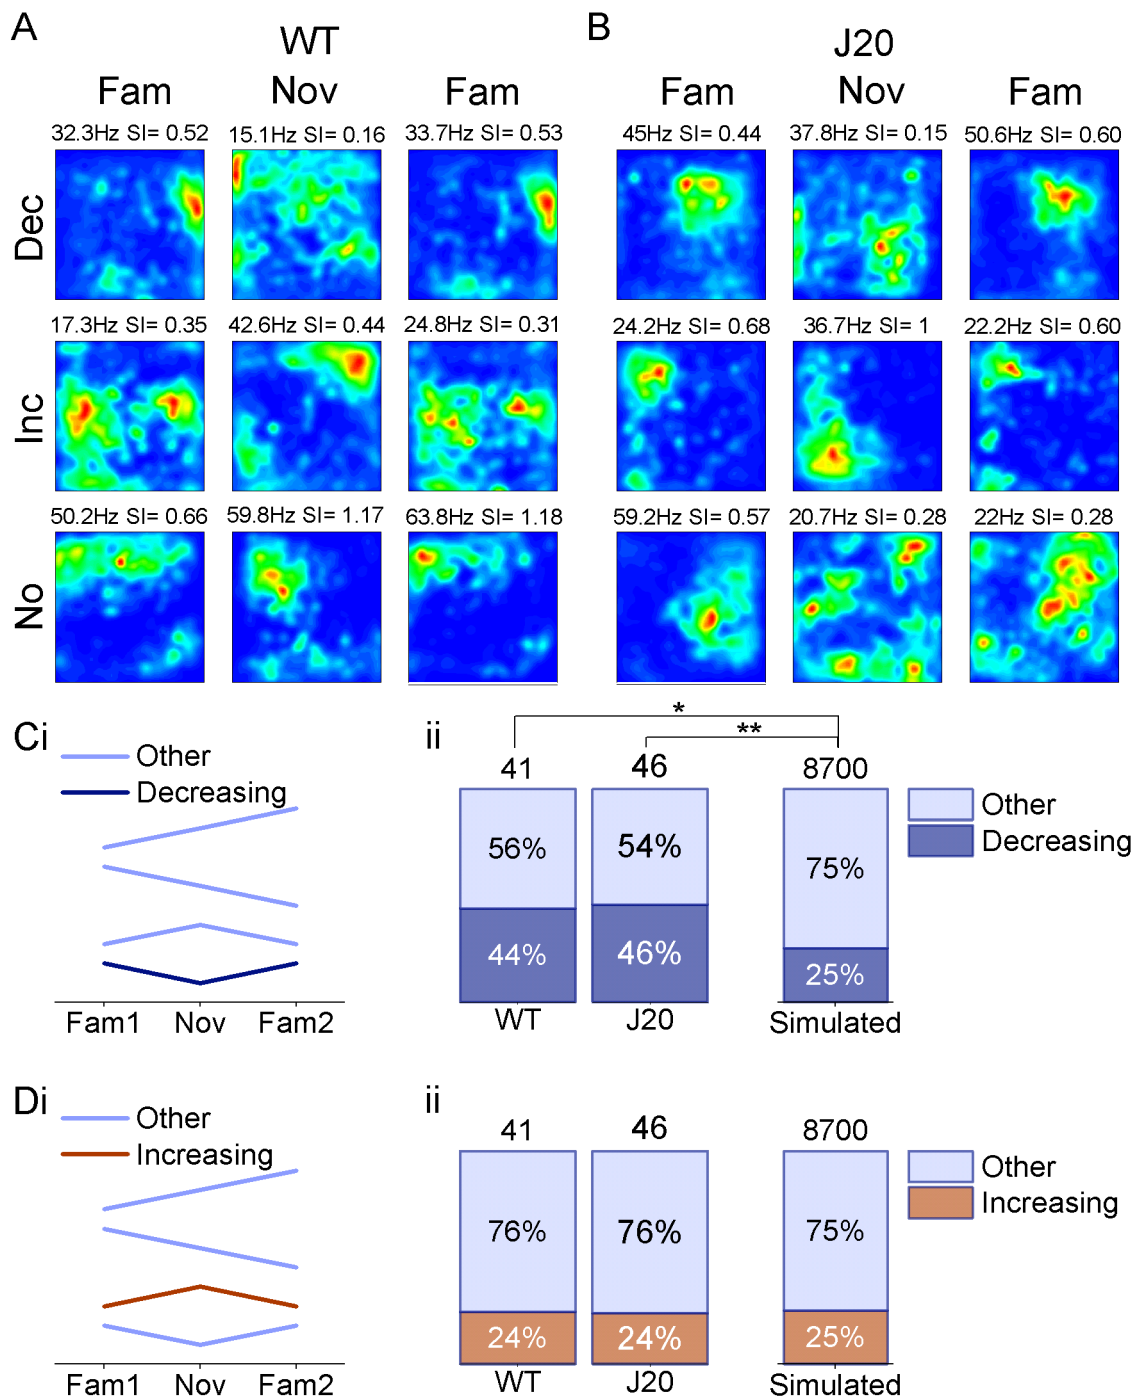 A
WT
B
J20
Fam Nov Fam
Fam Nov Fam
Dec
32.3Hz SI= 0.52 15.1Hz SI= 0.16 33.7Hz SI= 0.53
45Hz SI= 0.44 37.8Hz SI= 0.15 50.6Hz SI= 0.60
Inc
17.3Hz SI= 0.35 42.6Hz SI= 0.44 24.8Hz SI= 0.31
24.2Hz SI= 0.68 36.7Hz SI= 1 22.2Hz SI= 0.60
No
50.2Hz SI= 0.66 59.8Hz SI= 1.17 63.8Hz SI= 1.18
59.2Hz SI= 0.57 20.7Hz SI= 0.28 22Hz SI= 0.28
Ci
Other
Decreasing
Fam1 Nov Fam2
ii
*
**
41 46 8700
56% 54% 75%
44% 46% 25%
WT J20 Simulated
Other
Decreasing
Di
Other
Increasing
Fam1 Nov Fam2
ii
41 46 8700
76% 76% 75%
24% 24% 25%
WT J20 Simulated
Other
Increasing